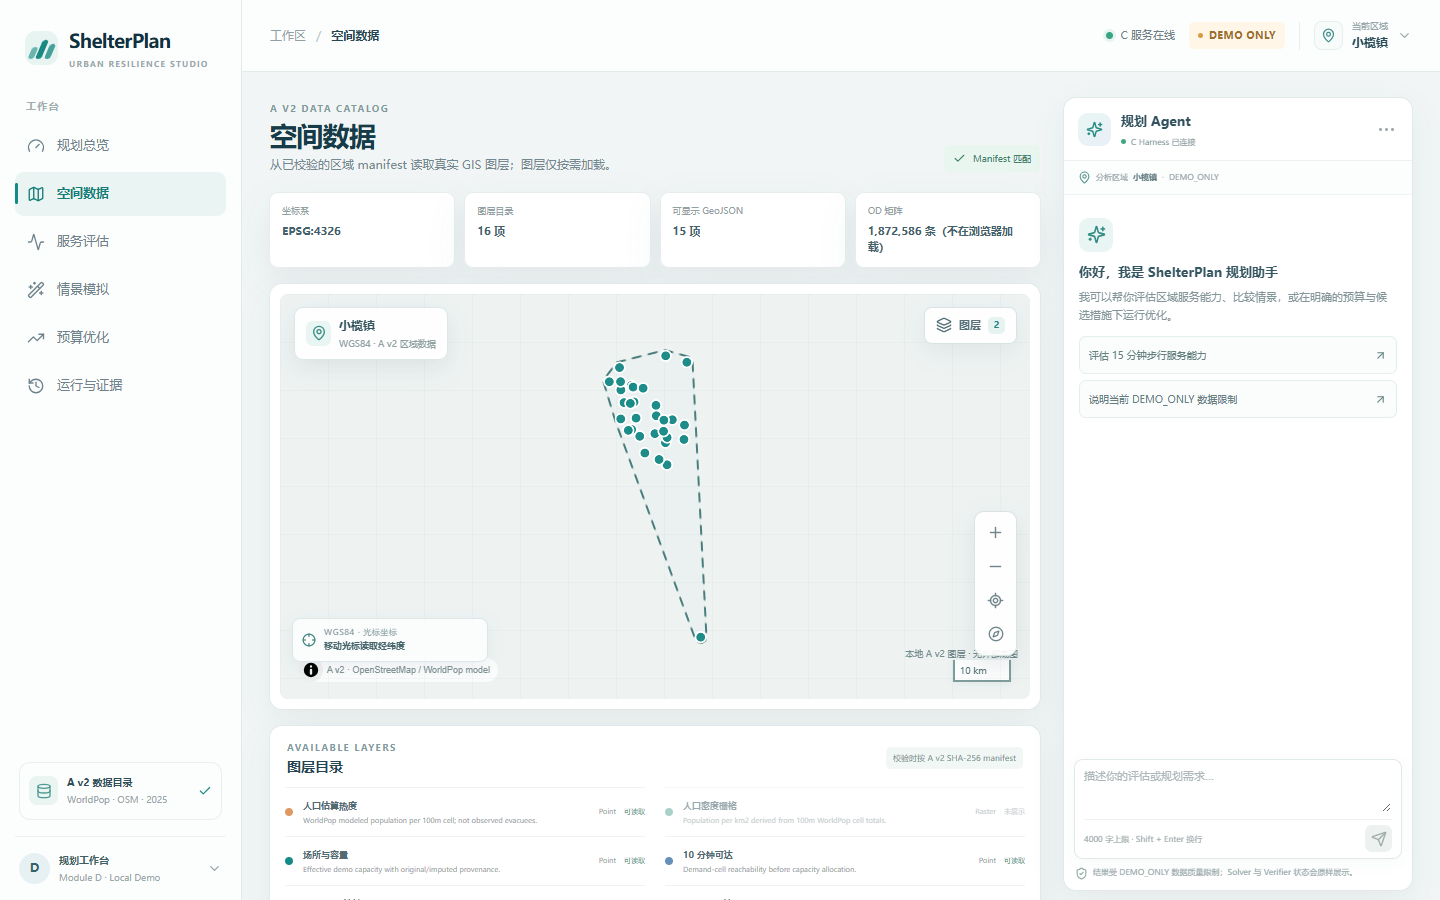 ShelterPlan
URBAN RESILIENCE STUDIO
工作台
规划总览
空间数据
服务评估
情景模拟
预算优化
运行与证据
A v2 数据目录
WorldPop · OSM · 2025
D
规划工作台
Module D · Local Demo
工作区 / 空间数据
C 服务在线
DEMO ONLY
当前区域
小榄镇
A V2 DATA CATALOG
空间数据
从已校验的区域 manifest 读取真实 GIS 图层；图层仅按需加载。
Manifest 匹配
坐标系
EPSG:4326
图层目录
16 项
可显示 GeoJSON
15 项
OD 矩阵
1,872,586 条（不在浏览器加
载）
小榄镇
WGS84 · A v2 区域数据
图层 2
WGS84 · 光标坐标
移动光标读取经纬度
A v2 · OpenStreetMap / WorldPop model
本地 A v2 图层 ·
10 km
AVAILABLE LAYERS
图层目录
校验时按 A v2 SHA-256 manifest
人口估算热度
WorldPop modeled population per 100m cell; not observed evacuees.
Point 可读取
人口密度栅格
Population per km2 derived from 100m WorldPop cell totals.
Raster 未展示
场所与容量
Effective demo capacity with original/imputed provenance.
Point 可读取
10 分钟可达
Demand-cell reachability before capacity allocation.
Point 可读取
规划 Agent
C Harness 已连接
分析区域 小榄镇 · DEMO_ONLY
你好，我是 ShelterPlan 规划助手
我可以帮你评估区域服务能力、比较情景，或在明确的预算与候
选措施下运行优化。
评估 15 分钟步行服务能力
说明当前 DEMO_ONLY 数据限制
描述你的评估或规划需求...
4000 字上限 · Shift + Enter 换行
结果受 DEMO_ONLY 数据质量限制；Solver 与 Verifier 状态会原样展示。